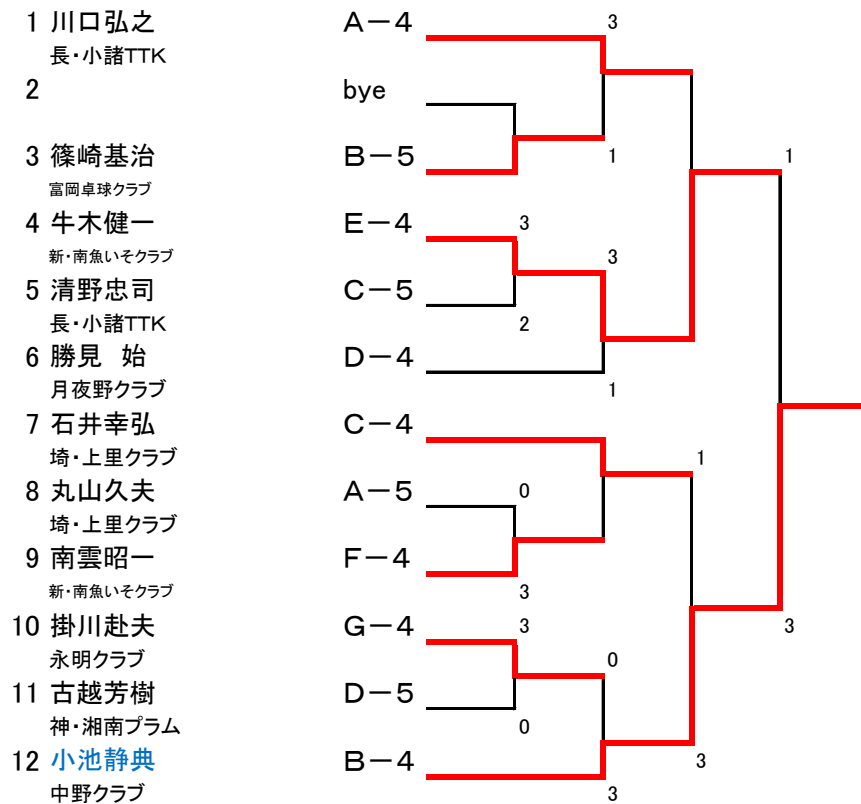 1 川口弘之 A－4 3
長・小諸TTK
2 bye
3 篠崎基治 B－5 1 1
富岡卓球クラブ
4 牛木健一 E－4 3
新・南魚いそクラブ 3
5 清野忠司 C－5
長・小諸TTK 2
6 勝見　始 D－4
月夜野クラブ 1
7 石井幸弘 C－4
埼・上里クラブ 1
8 丸山久夫 A－5 0
埼・上里クラブ
9 南雲昭一 F－4
新・南魚いそクラブ 3
10 掛川赴夫 G－4 3 3
永明クラブ 0
11 古越芳樹 D－5
神・湘南プラム 0
12 小池静典 B－4 3
中野クラブ 3